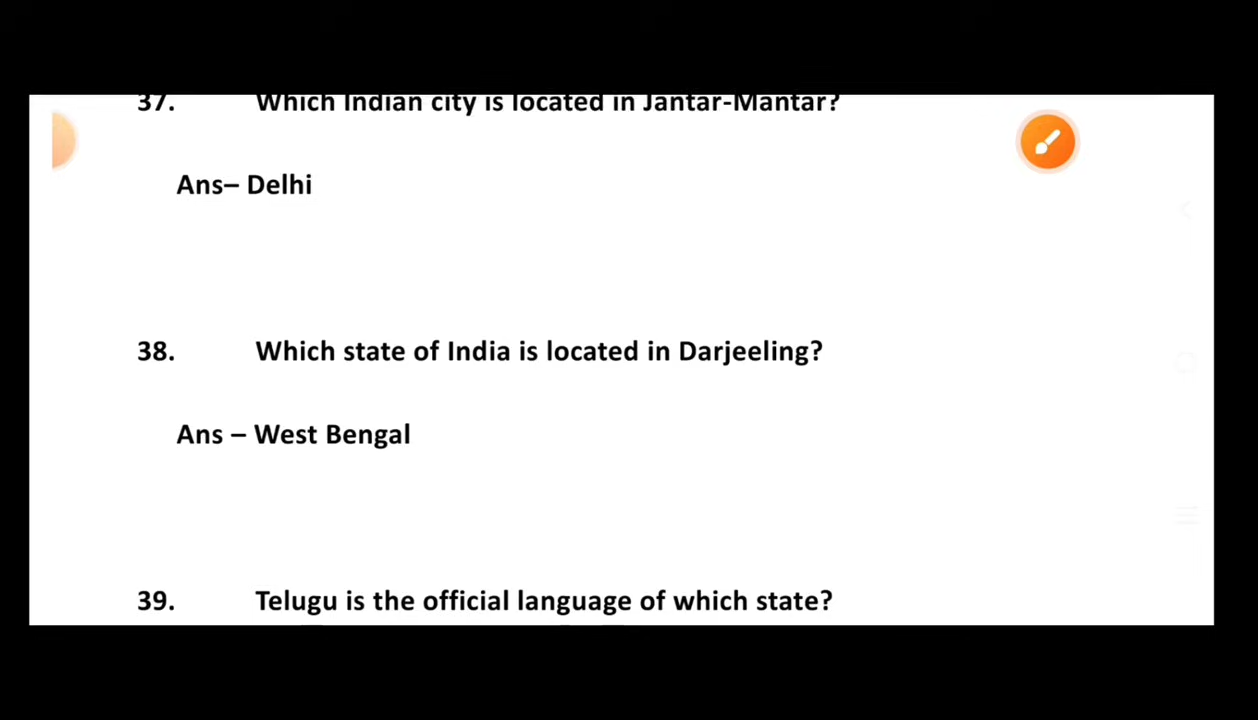 37. Which Indian city is located in Jantar-Mantar?
Ans– Delhi
38. Which state of India is located in Darjeeling?
Ans – West Bengal
39. Telugu is the official language of which state?